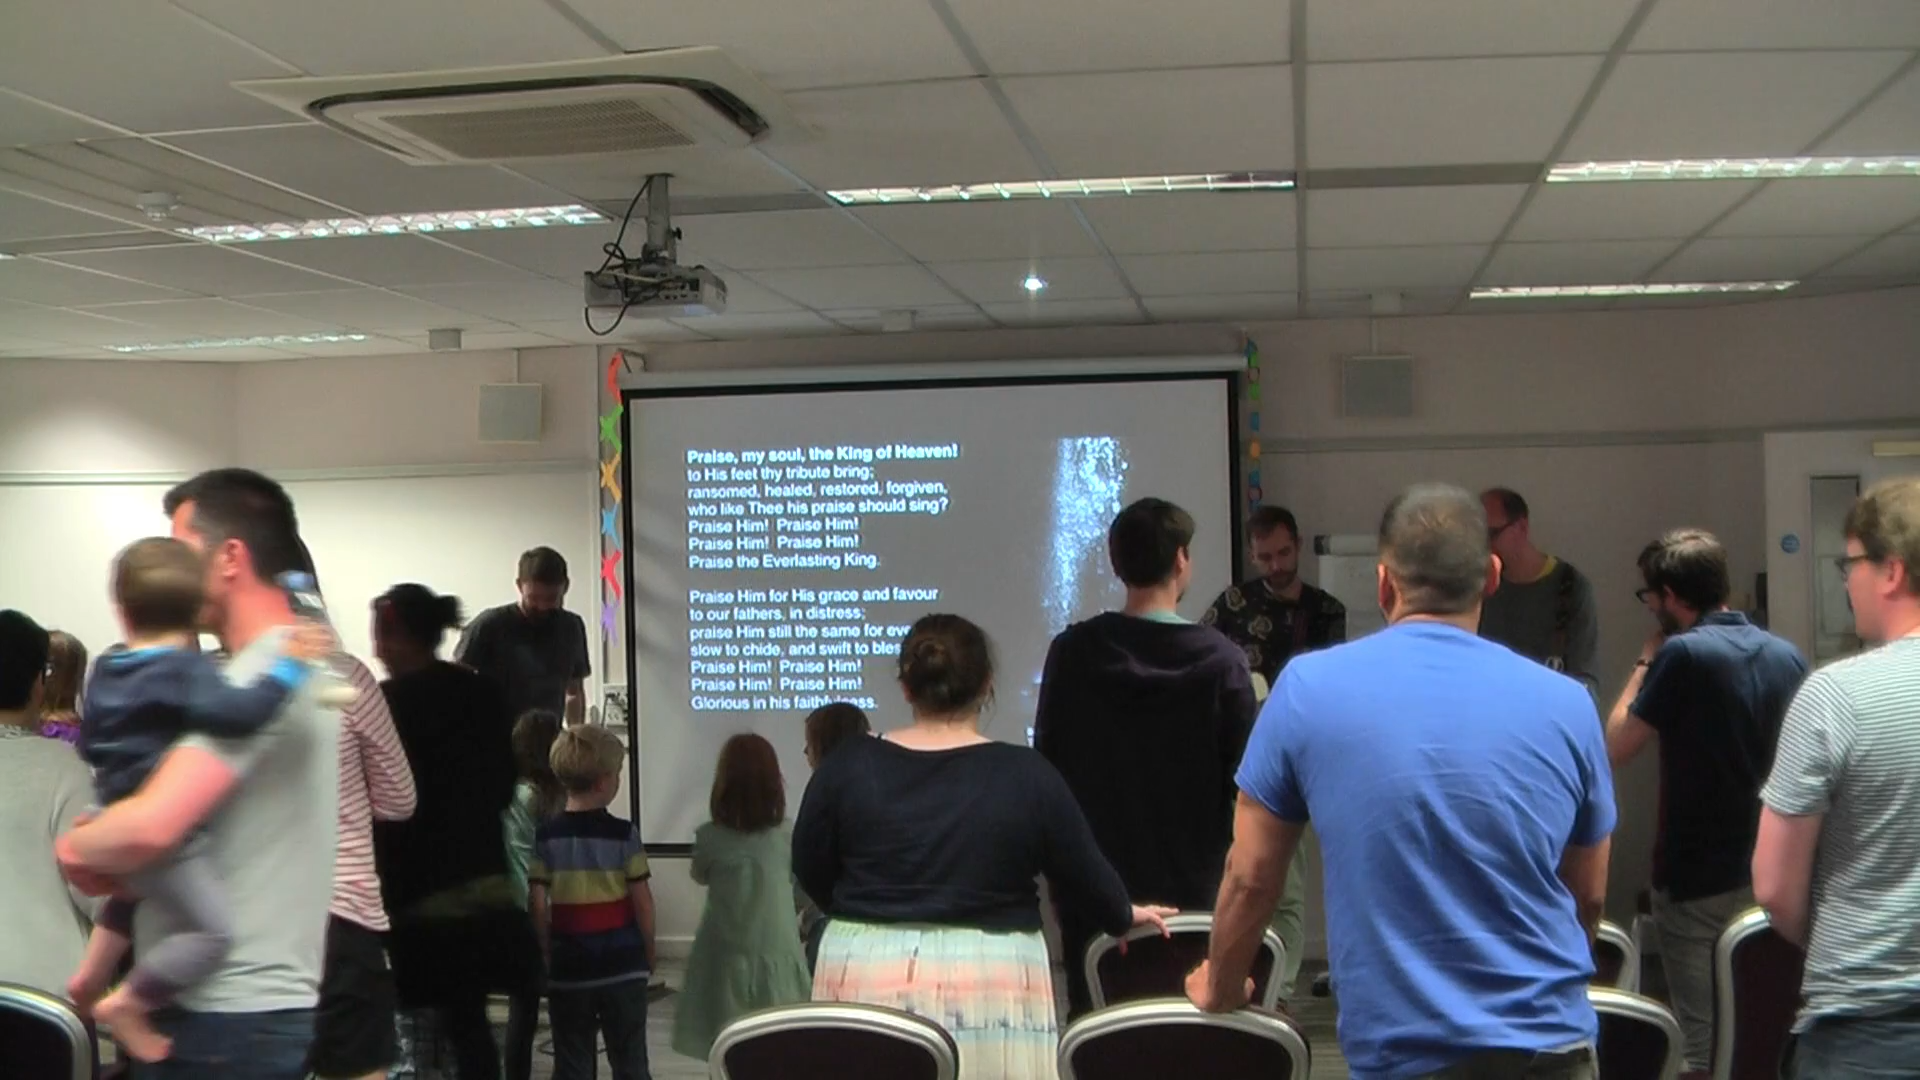 Praise, my soul, the King of Heaven!
to His feet thy tribute bring;
ransomed, healed, restored, forgiven,
who like Thee his praise should sing?
Praise Him! Praise Him!
Praise Him! Praise Him!
Praise the Everlasting King.
Praise Him for His grace and favour
to our fathers, in distress;
praise Him still the same for
slow to chide, and swift to
Praise Him! Praise Him!
Praise Him! Praise Him!
Glorious in his faithfulness.